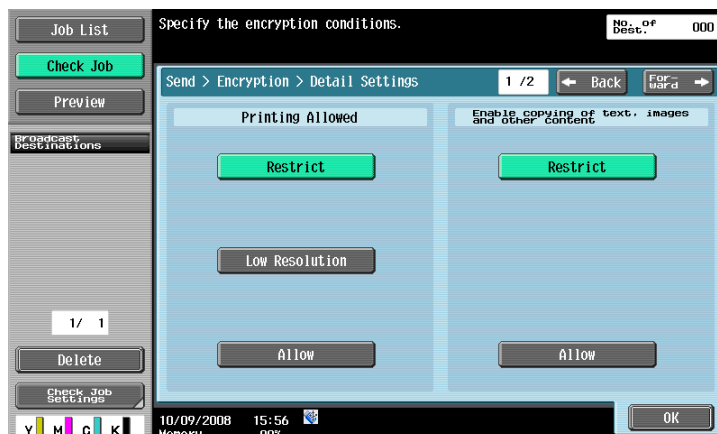 Job List
Check Job
Preview
Broadcast
Destinations
1/ 1
Delete
Check Job
Settings
Y M C K
Specify the encryption conditions.
No. of
Dest.
000
Send > Encryption > Detail Settings
1 /2
← Back
For-
ward →
Printing Allowed
Restrict
Low Resolution
Allow
Enable copying of text, images
and other content
Restrict
Allow
10/09/2008 15:56
Memory 00%
OK